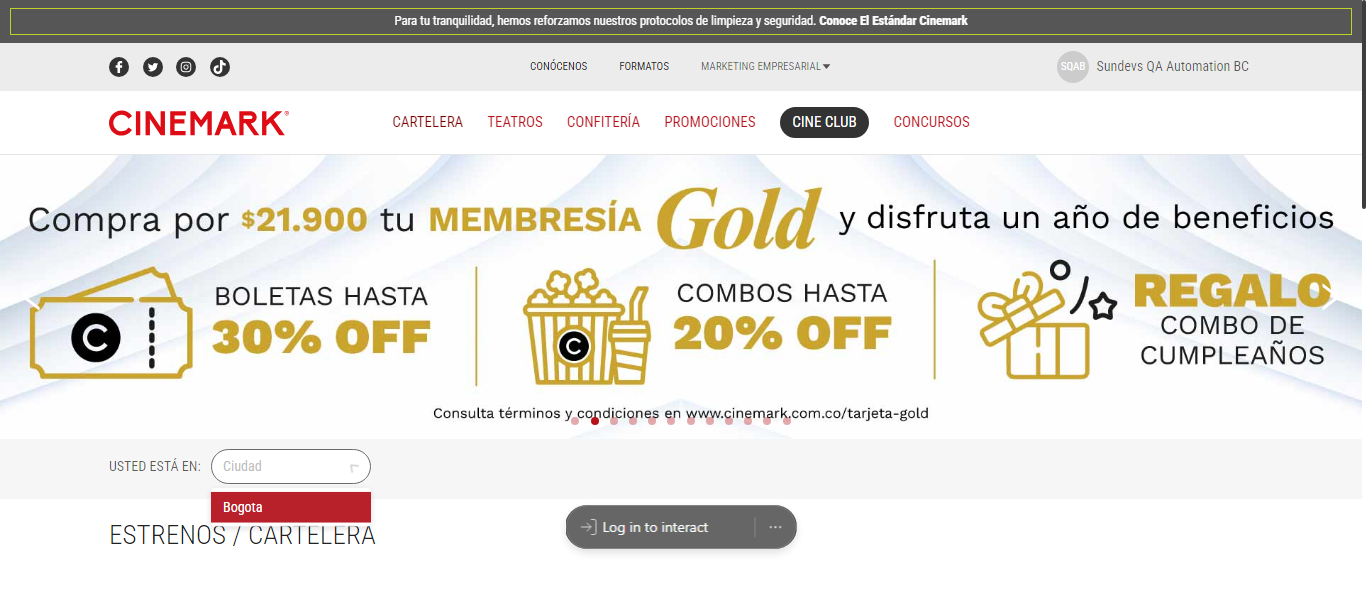 Para tu tranquilidad, hemos reforzamos nuestros protocolos de limpieza y seguridad. Conoce El Estándar Cinemark
CONÓCENOS FORMATOS MARKETING EMPRESARIAL SQAB Sundevs QA Automation BC
CINEMARK® CARTELERA TEATROS CONFITERÍA PROMOCIONES CINE CLUB CONCURSOS
Compra por $21.900 tu MEMBRESÍA Gold y disfruta un año de beneficios
C BOLETAS HASTA
30% OFF
C COMBOS HASTA
20% OFF
REGALO
COMBO DE
CUMPLEAÑOS
Consulta términos y condiciones en www.cinemark.com.co/tarjeta-gold
USTED ESTÁ EN: Ciudad
Bogota
ESTRENOS / CARTELERA
Log in to interact ...